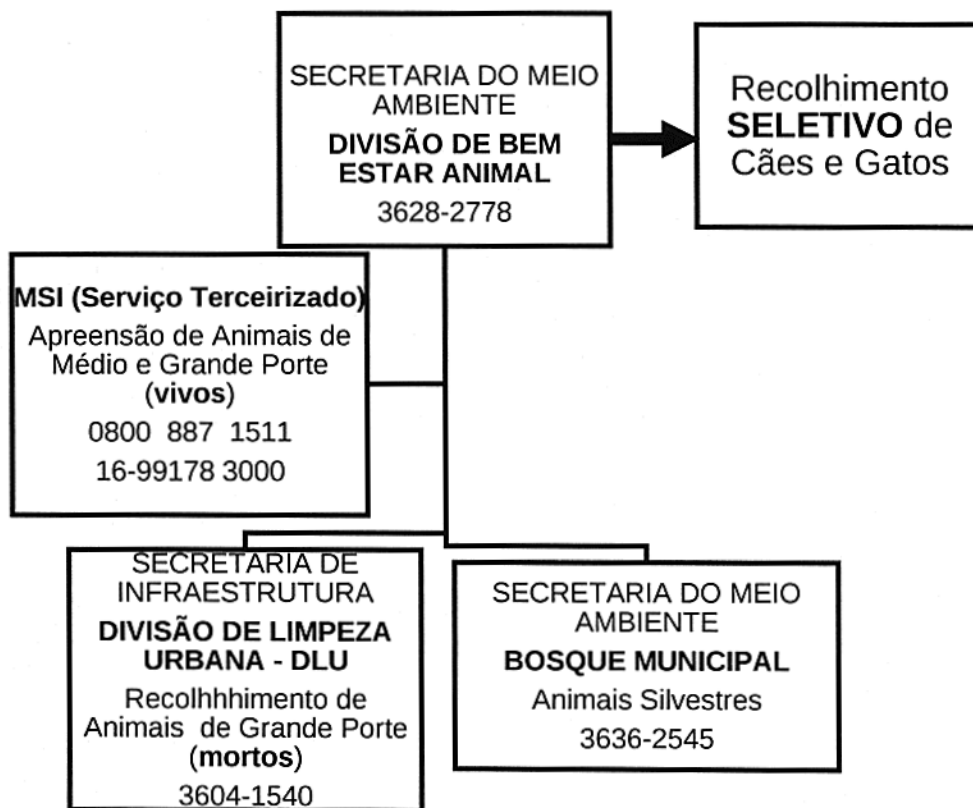 SECRETARIA DO MEIO
AMBIENTE
DIVISÃO DE BEM
ESTAR ANIMAL
3628-2778
Recolhimento
SELETIVO de
Cães e Gatos
MSI (Serviço Terceirizado)
Apreensão de Animais de
Médio e Grande Porte
(vivos)
0800 887 1511
16-99178 3000
SECRETARIA DE
INFRAESTRUTURA
DIVISÃO DE LIMPEZA
URBANA - DLU
Recolhhhimento de
Animais de Grande Porte
(mortos)
3604-1540
SECRETARIA DO MEIO
AMBIENTE
BOSQUE MUNICIPAL
Animais Silvestres
3636-2545